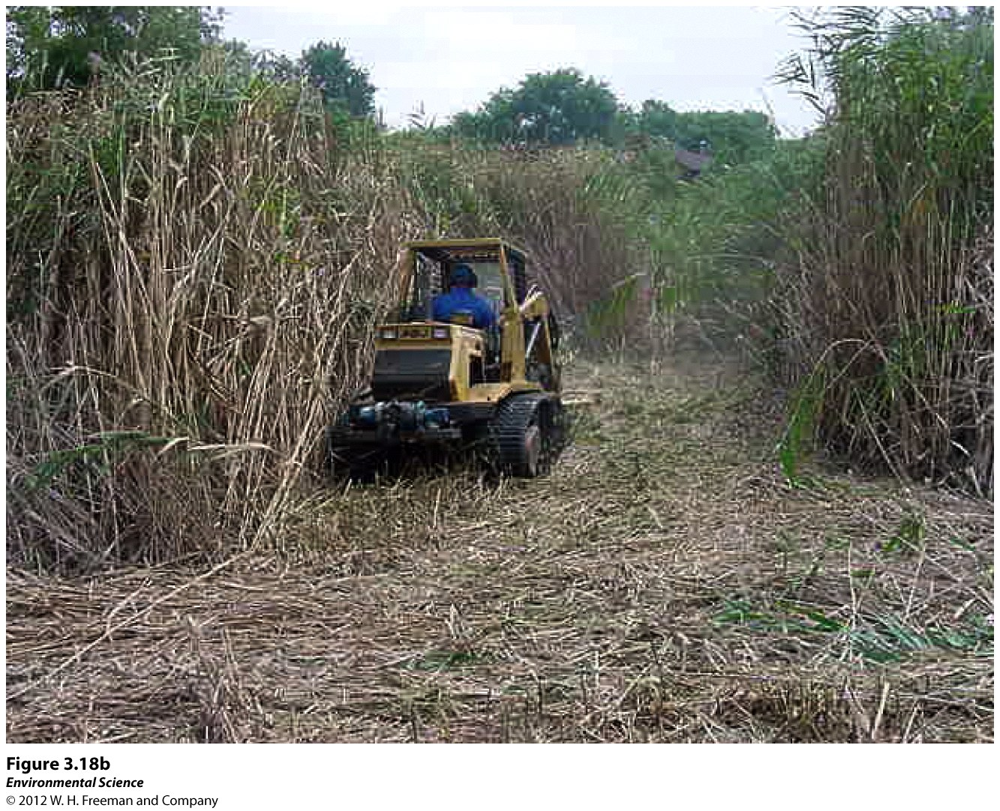 Figure 3.18b
Environmental Science
© 2012 W. H. Freeman and Company